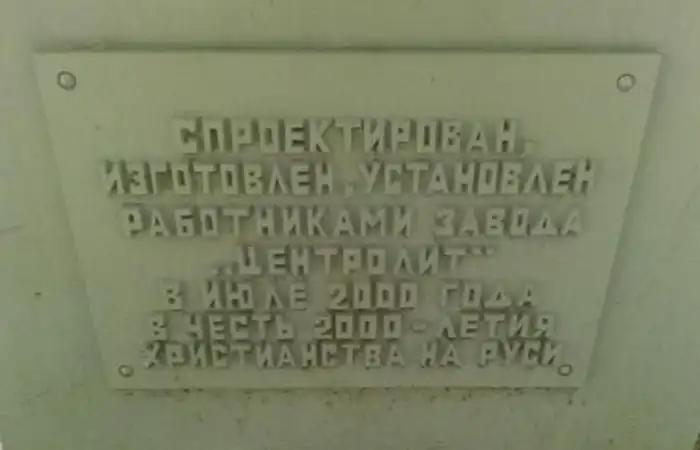 СПРОЕКТИРОВАН,
ИЗГОТОВЛЕН, УСТАНОВЛЕН
РАБОТНИКАМИ ЗАВОДА
„ЦЕНТРОЛИТ"
В ИЮЛЕ 2000 ГОДА
В ЧЕСТЬ 2000-ЛЕТИЯ
ХРИСТИАНСТВА НА РУСИ